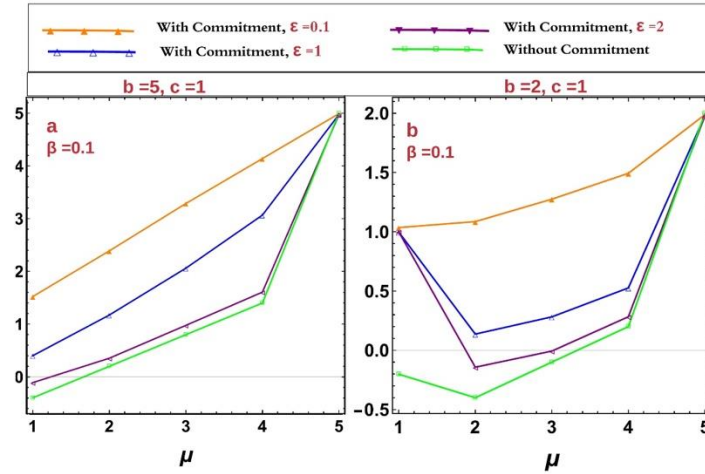 With Commitment, ε =0.1
With Commitment, ε =2
With Commitment, ε =1
Without Commitment
b =5, c =1
b =2, c =1
a
β =0.1
5
4
3
2
1
0
1 2 3 4 5
μ
b
β =0.1
2.0
1.5
1.0
0.5
0.0
−0.5
1 2 3 4 5
μ